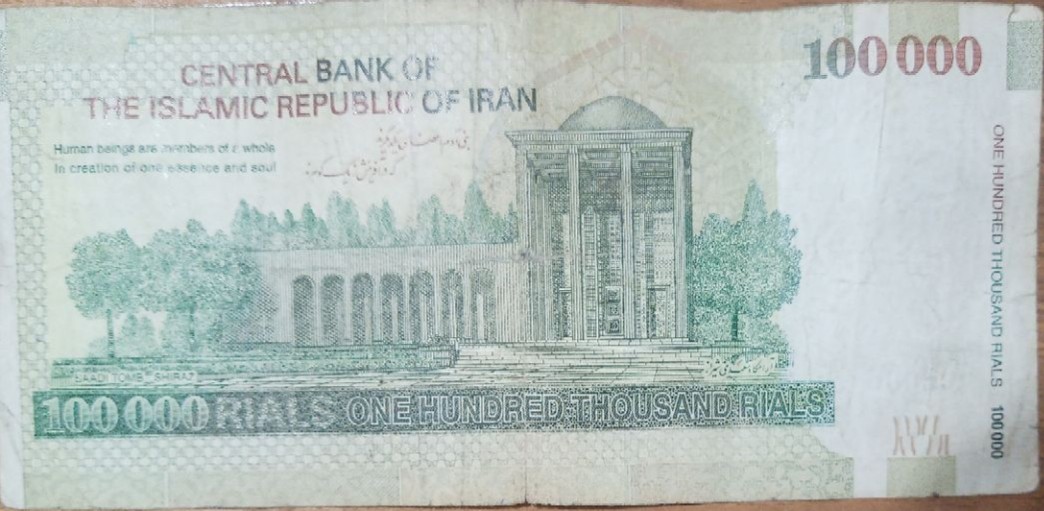 CENTRAL BANK OF
THE ISLAMIC REPUBLIC OF IRAN
100 000
Human beings are members of a whole
In creation of one essence and soul
ONE HUNDRED THOUSAND RIALS 100 000
100 000 RIALS ONE HUNDRED THOUSAND RIALS